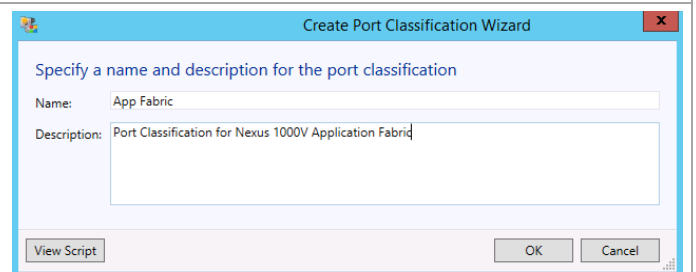 Create Port Classification Wizard
x
Specify a name and description for the port classification
Name: App Fabric
Description: Port Classification for Nexus 1000V Application Fabric
View Script OK Cancel